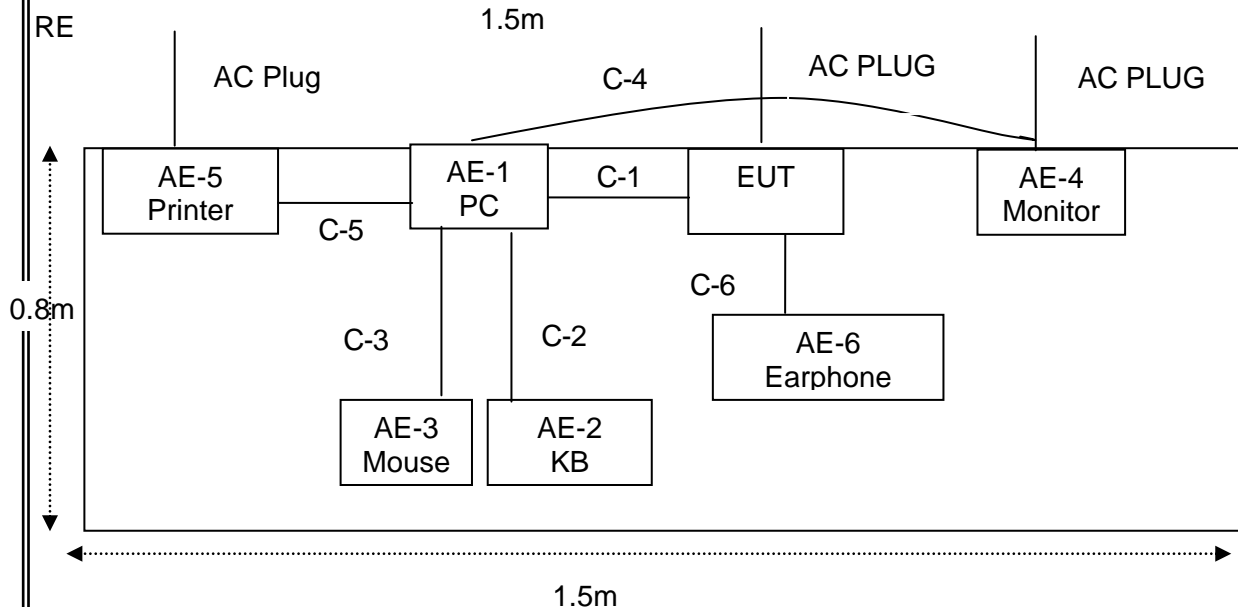 1.5m
RE
AC Plug
C-4
AC PLUG
AC PLUG
AE-5
Printer
AE-1
PC
C-1
EUT
AE-4
Monitor
C-5
C-6
0.8m
C-3
C-2
AE-6
Earphone
AE-3
Mouse
AE-2
KB
1.5m